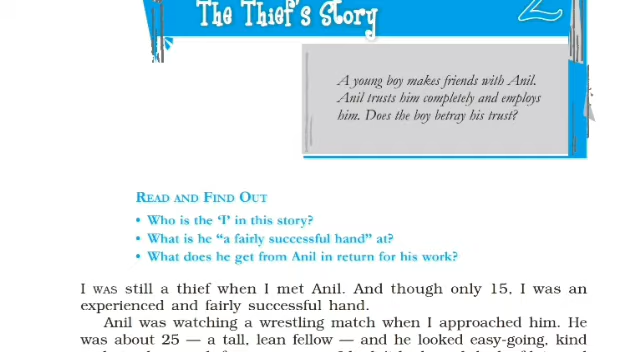 The Thief's Story
2
A young boy makes friends with Anil.
Anil trusts him completely and employs
him. Does the boy betray his trust?
READ AND FIND OUT
• Who is the 'I' in this story?
• What is he "a fairly successful hand" at?
• What does he get from Anil in return for his work?
I WAS still a thief when I met Anil. And though only 15, I was an
experienced and fairly successful hand.
Anil was watching a wrestling match when I approached him. He
was about 25 — a tall, lean fellow — and he looked easy-going, kind